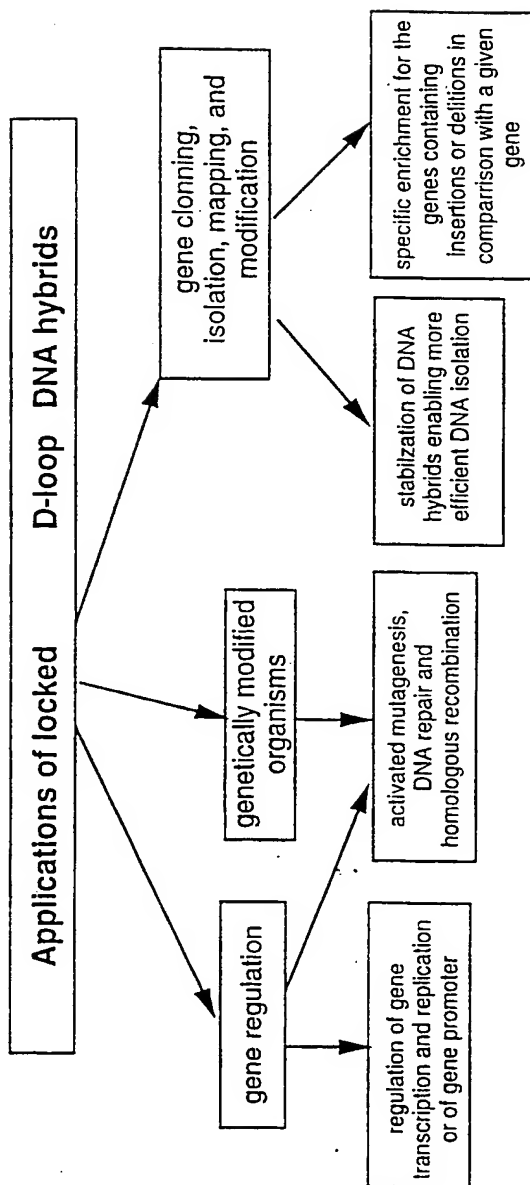 Applications of locked D-loop DNA hybrids
gene regulation
genetically modified
organisms
gene clonning,
isolation, mapping, and
modification
regulation of gene
transcription and replication
or of gene promoter
activated mutagenesis,
DNA repair and
homologous recombination
stabilzation of DNA
hybrids enabling more
efficient DNA isolation
specific enrichment for the
genes containing
insertions or delitions in
comparison with a given
gene